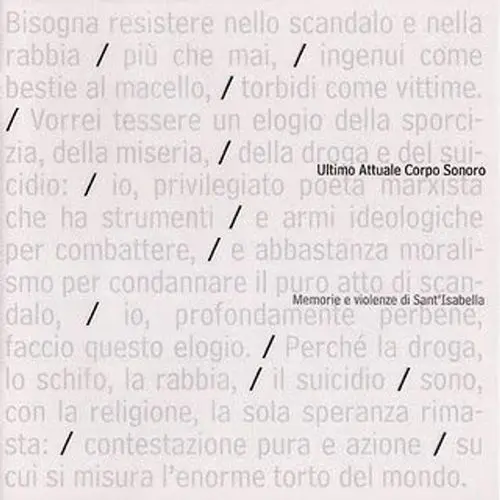 Bisogna resistere nello scandalo e nella
rabbia / più che mai, / ingenui come
bestie al macello, / torbidi come vittime.
/ Vorrei tessere un elogio della sporci-
zia, della miseria, / della droga e del sui-
Ultimo Attuale Corpo Sonoro
cidio: / io, privilegiato poeta marxista
che ha strumenti / e armi ideologiche
per combattere, / e abbastanza morali-
smo per condannare il puro atto di scan-
Memorie e violenze di Sant'Isabella
dalo, / io, profondamente perbene,
faccio questo elogio. / Perché la droga,
lo schifo, la rabbia, / il suicidio / sono,
con la religione, la sola speranza rima-
sta: / contestazione pura e azione / su
cui si misura l'enorme torto del mondo.